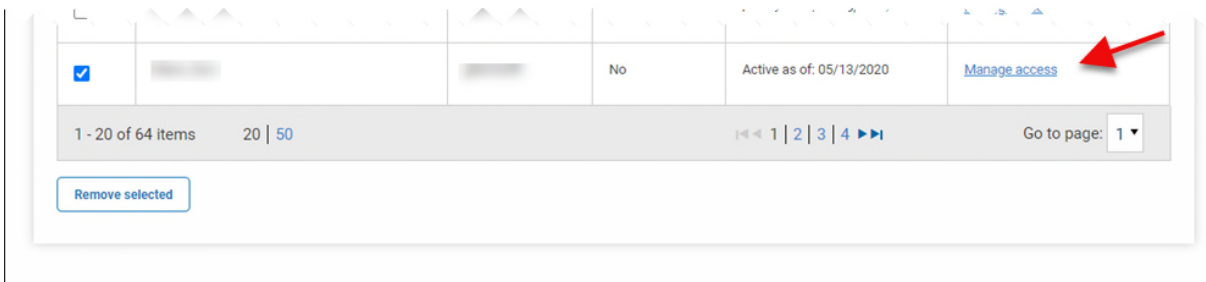 No Active as of: 05/13/2020 Manage access
1 - 20 of 64 items 20 | 50 1 | 2 | 3 | 4 Go to page: 1
Remove selected